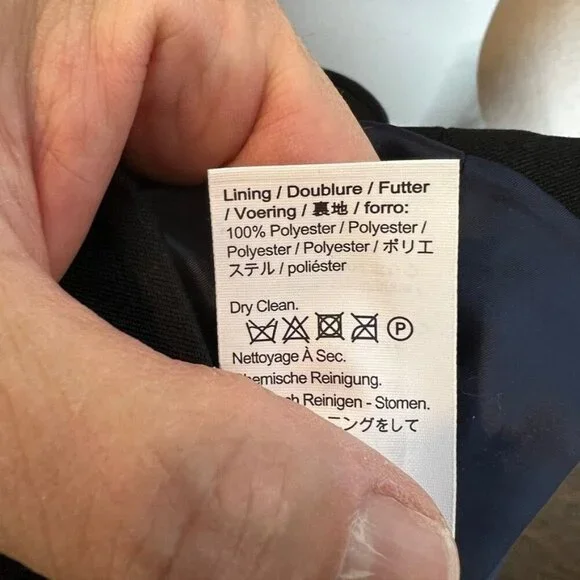 Lining / Doublure / Futter
/ Voering / 裏地 / forro:
100% Polyester / Polyester /
Polyester / Polyester / ポリエ
ステル / poliéster
Dry Clean.
P
Nettoyage À Sec.
Reinigung.
Reinigen - Stomen.
ングをして